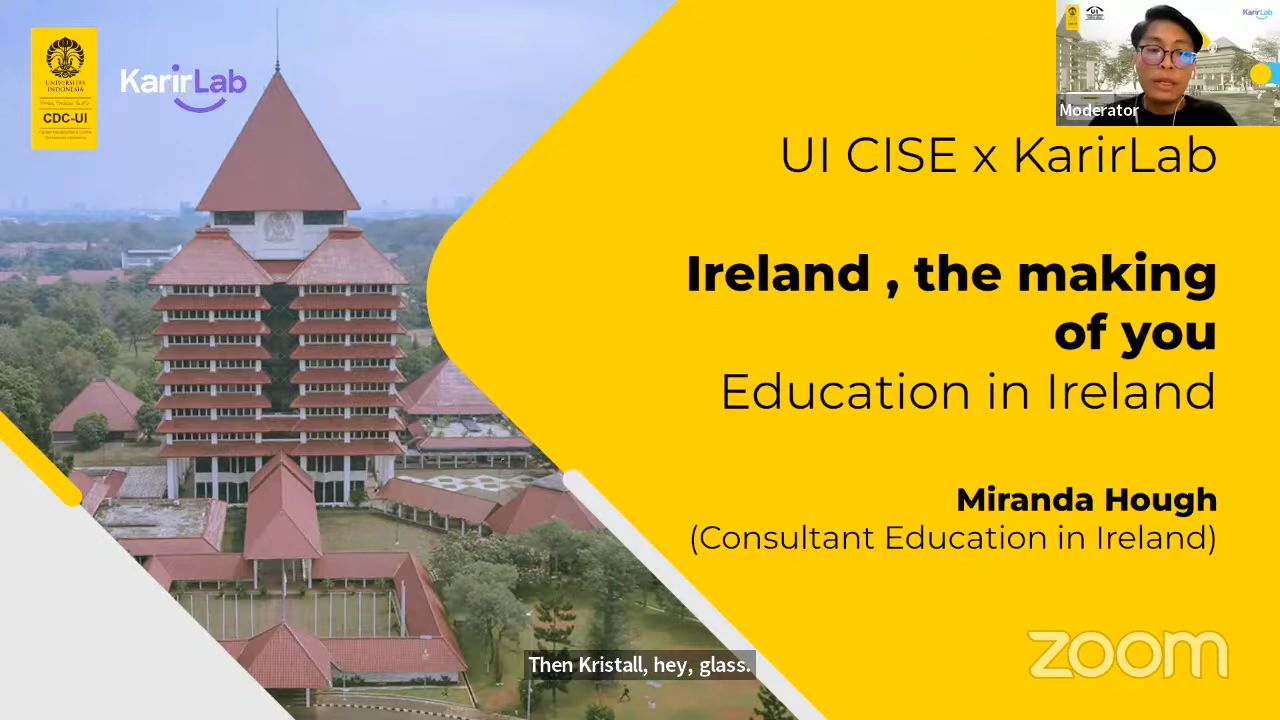 UNIVERSITAS
INDONESIA
CDC-UI
KarirLab
KarirLab
Moderator
UI CISE x KarirLab
Ireland , the making
of you
Education in Ireland
Miranda Hough
(Consultant Education in Ireland)
zoom
Then Kristall, hey, glass.